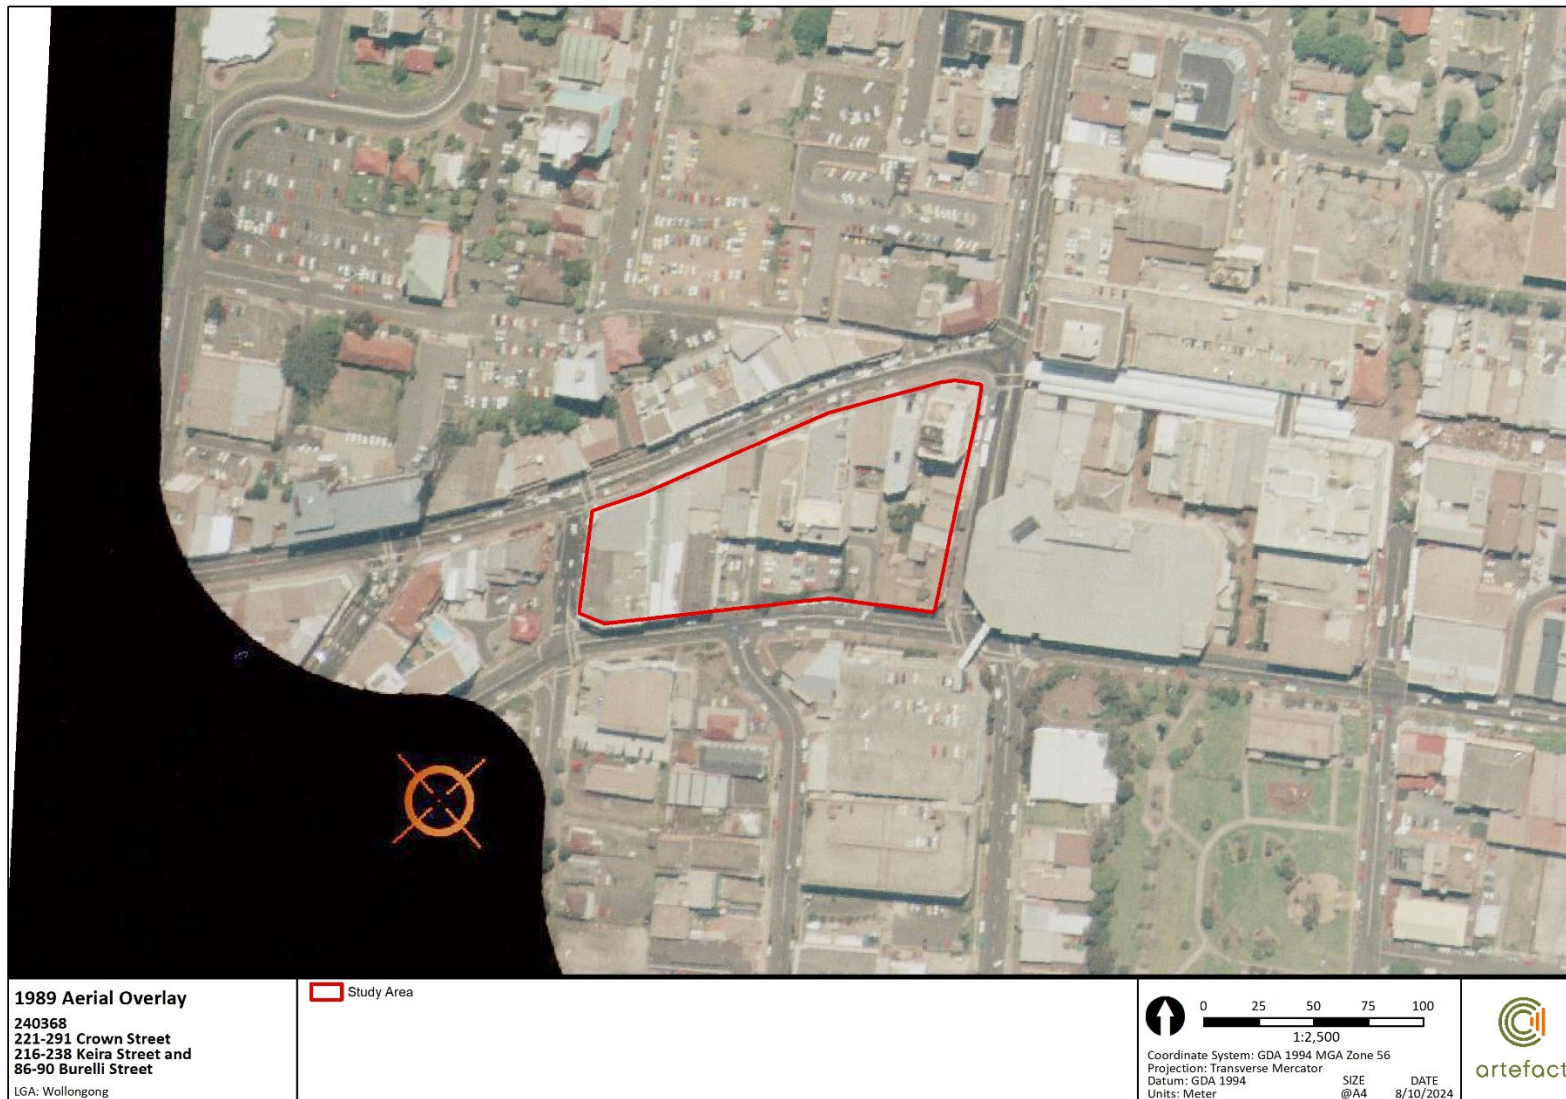 1989 Aerial Overlay
240368
221-291 Crown Street
216-238 Keira Street and
86-90 Burelli Street
LGA: Wollongong
Study Area
0 25 50 75 100
1:2,500
Coordinate System: GDA 1994 MGA Zone 56
Projection: Transverse Mercator
Datum: GDA 1994
Units: Meter
SIZE
@A4
DATE
8/10/2024
artefact